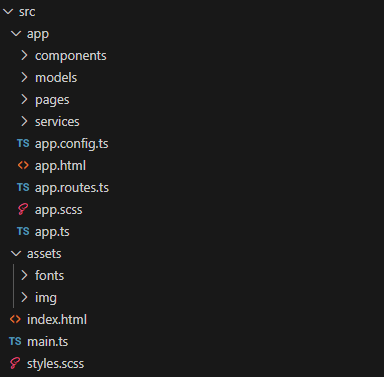 src
app
components
models
pages
services
TS app.config.ts
<> app.html
TS app.routes.ts
app.scss
TS app.ts
assets
fonts
img
<> index.html
TS main.ts
styles.scss